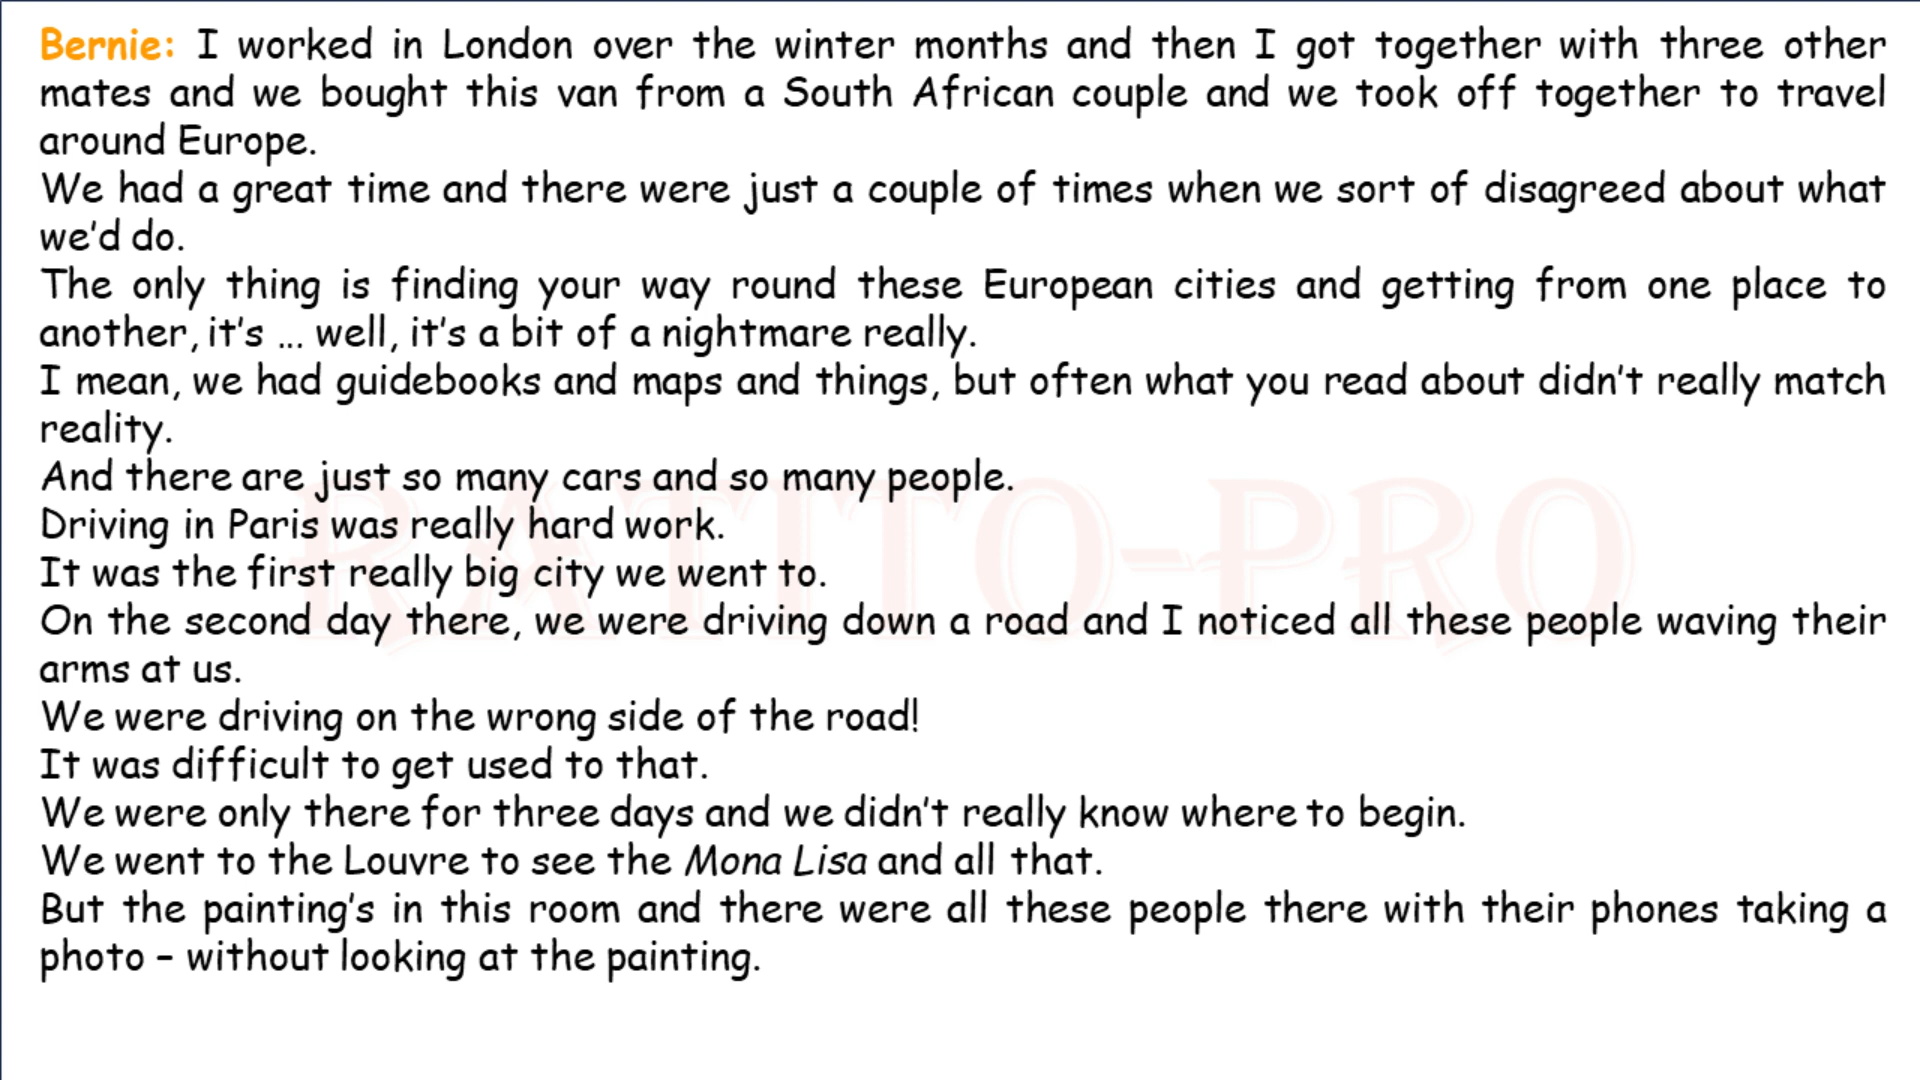 Bernie: I worked in London over the winter months and then I got together with three other
mates and we bought this van from a South African couple and we took off together to travel
around Europe.
We had a great time and there were just a couple of times when we sort of disagreed about what
we'd do.
The only thing is finding your way round these European cities and getting from one place to
another, it's ... well, it's a bit of a nightmare really.
I mean, we had guidebooks and maps and things, but often what you read about didn't really match
reality.
And there are just so many cars and so many people.
Driving in Paris was really hard work.
It was the first really big city we went to.
On the second day there, we were driving down a road and I noticed all these people waving their
arms at us.
We were driving on the wrong side of the road!
It was difficult to get used to that.
We were only there for three days and we didn't really know where to begin.
We went to the Louvre to see the Mona Lisa and all that.
But the painting's in this room and there were all these people there with their phones taking a
photo – without looking at the painting.
RATITO-PRO